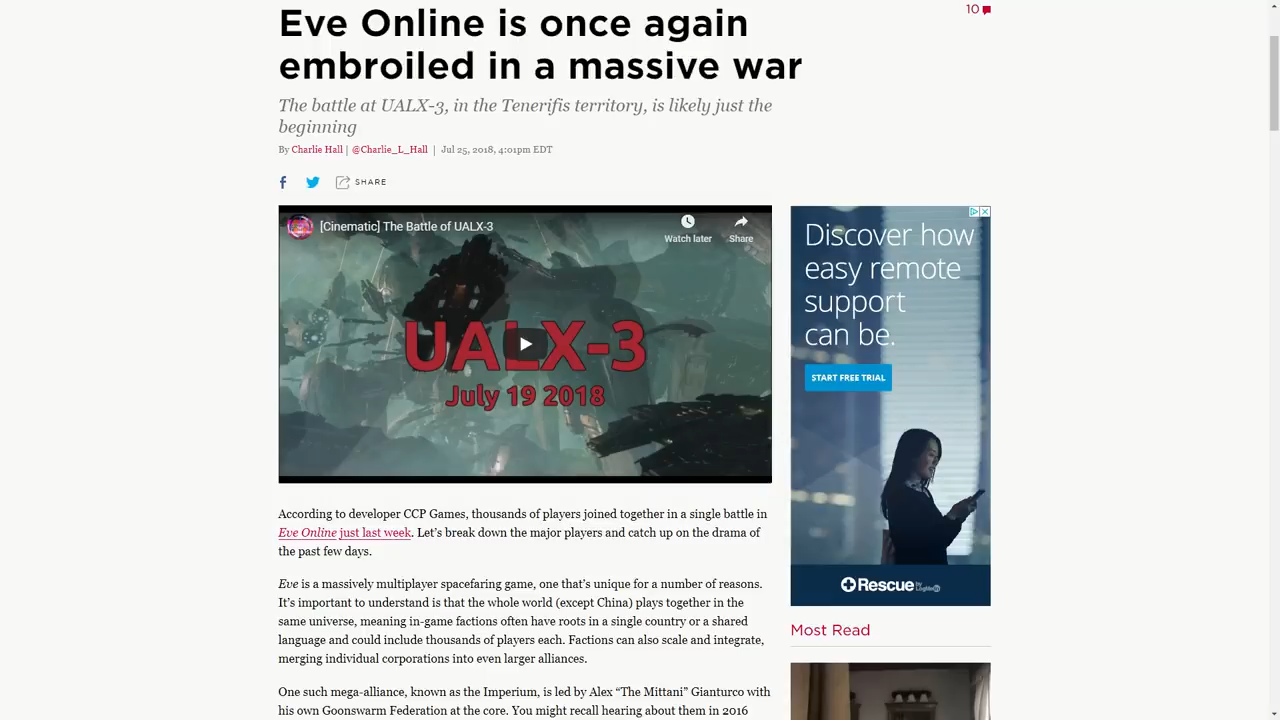 Eve Online is once again
embroiled in a massive war
10
The battle at UALX-3, in the Tenerifis territory, is likely just the
beginning
By Charlie Hall | @Charlie_L_Hall | Jul 25, 2018, 4:01pm EDT
SHARE
[Cinematic] The Battle of UALX-3
Watch later
Share
UALX-3
July 19 2018
Discover how
easy remote
support
can be.
START FREE TRIAL
Rescue by LogMeIn
According to developer CCP Games, thousands of players joined together in a single battle in
Eve Online just last week. Let's break down the major players and catch up on the drama of
the past few days.
Eve is a massively multiplayer spacefaring game, one that's unique for a number of reasons.
It's important to understand is that the whole world (except China) plays together in the
same universe, meaning in-game factions often have roots in a single country or a shared
language and could include thousands of players each. Factions can also scale and integrate,
merging individual corporations into even larger alliances.
Most Read
One such mega-alliance, known as the Imperium, is led by Alex “The Mittani” Gianturco with
his own Goonswarm Federation at the core. You might recall hearing about them in 2016